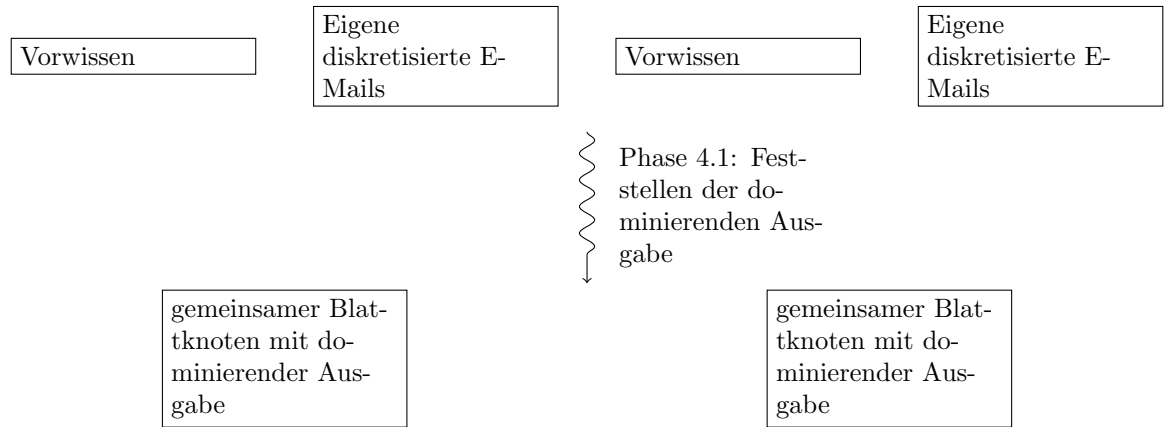 Vorwissen
Eigene
diskretisierte E-
Mails
Vorwissen
Eigene
diskretisierte E-
Mails
Phase 4.1: Fest-
stellen der do-
minierenden Aus-
gabe
gemeinsamer Blat-
tknoten mit do-
minierender Aus-
gabe
gemeinsamer Blat-
tknoten mit do-
minierender Aus-
gabe